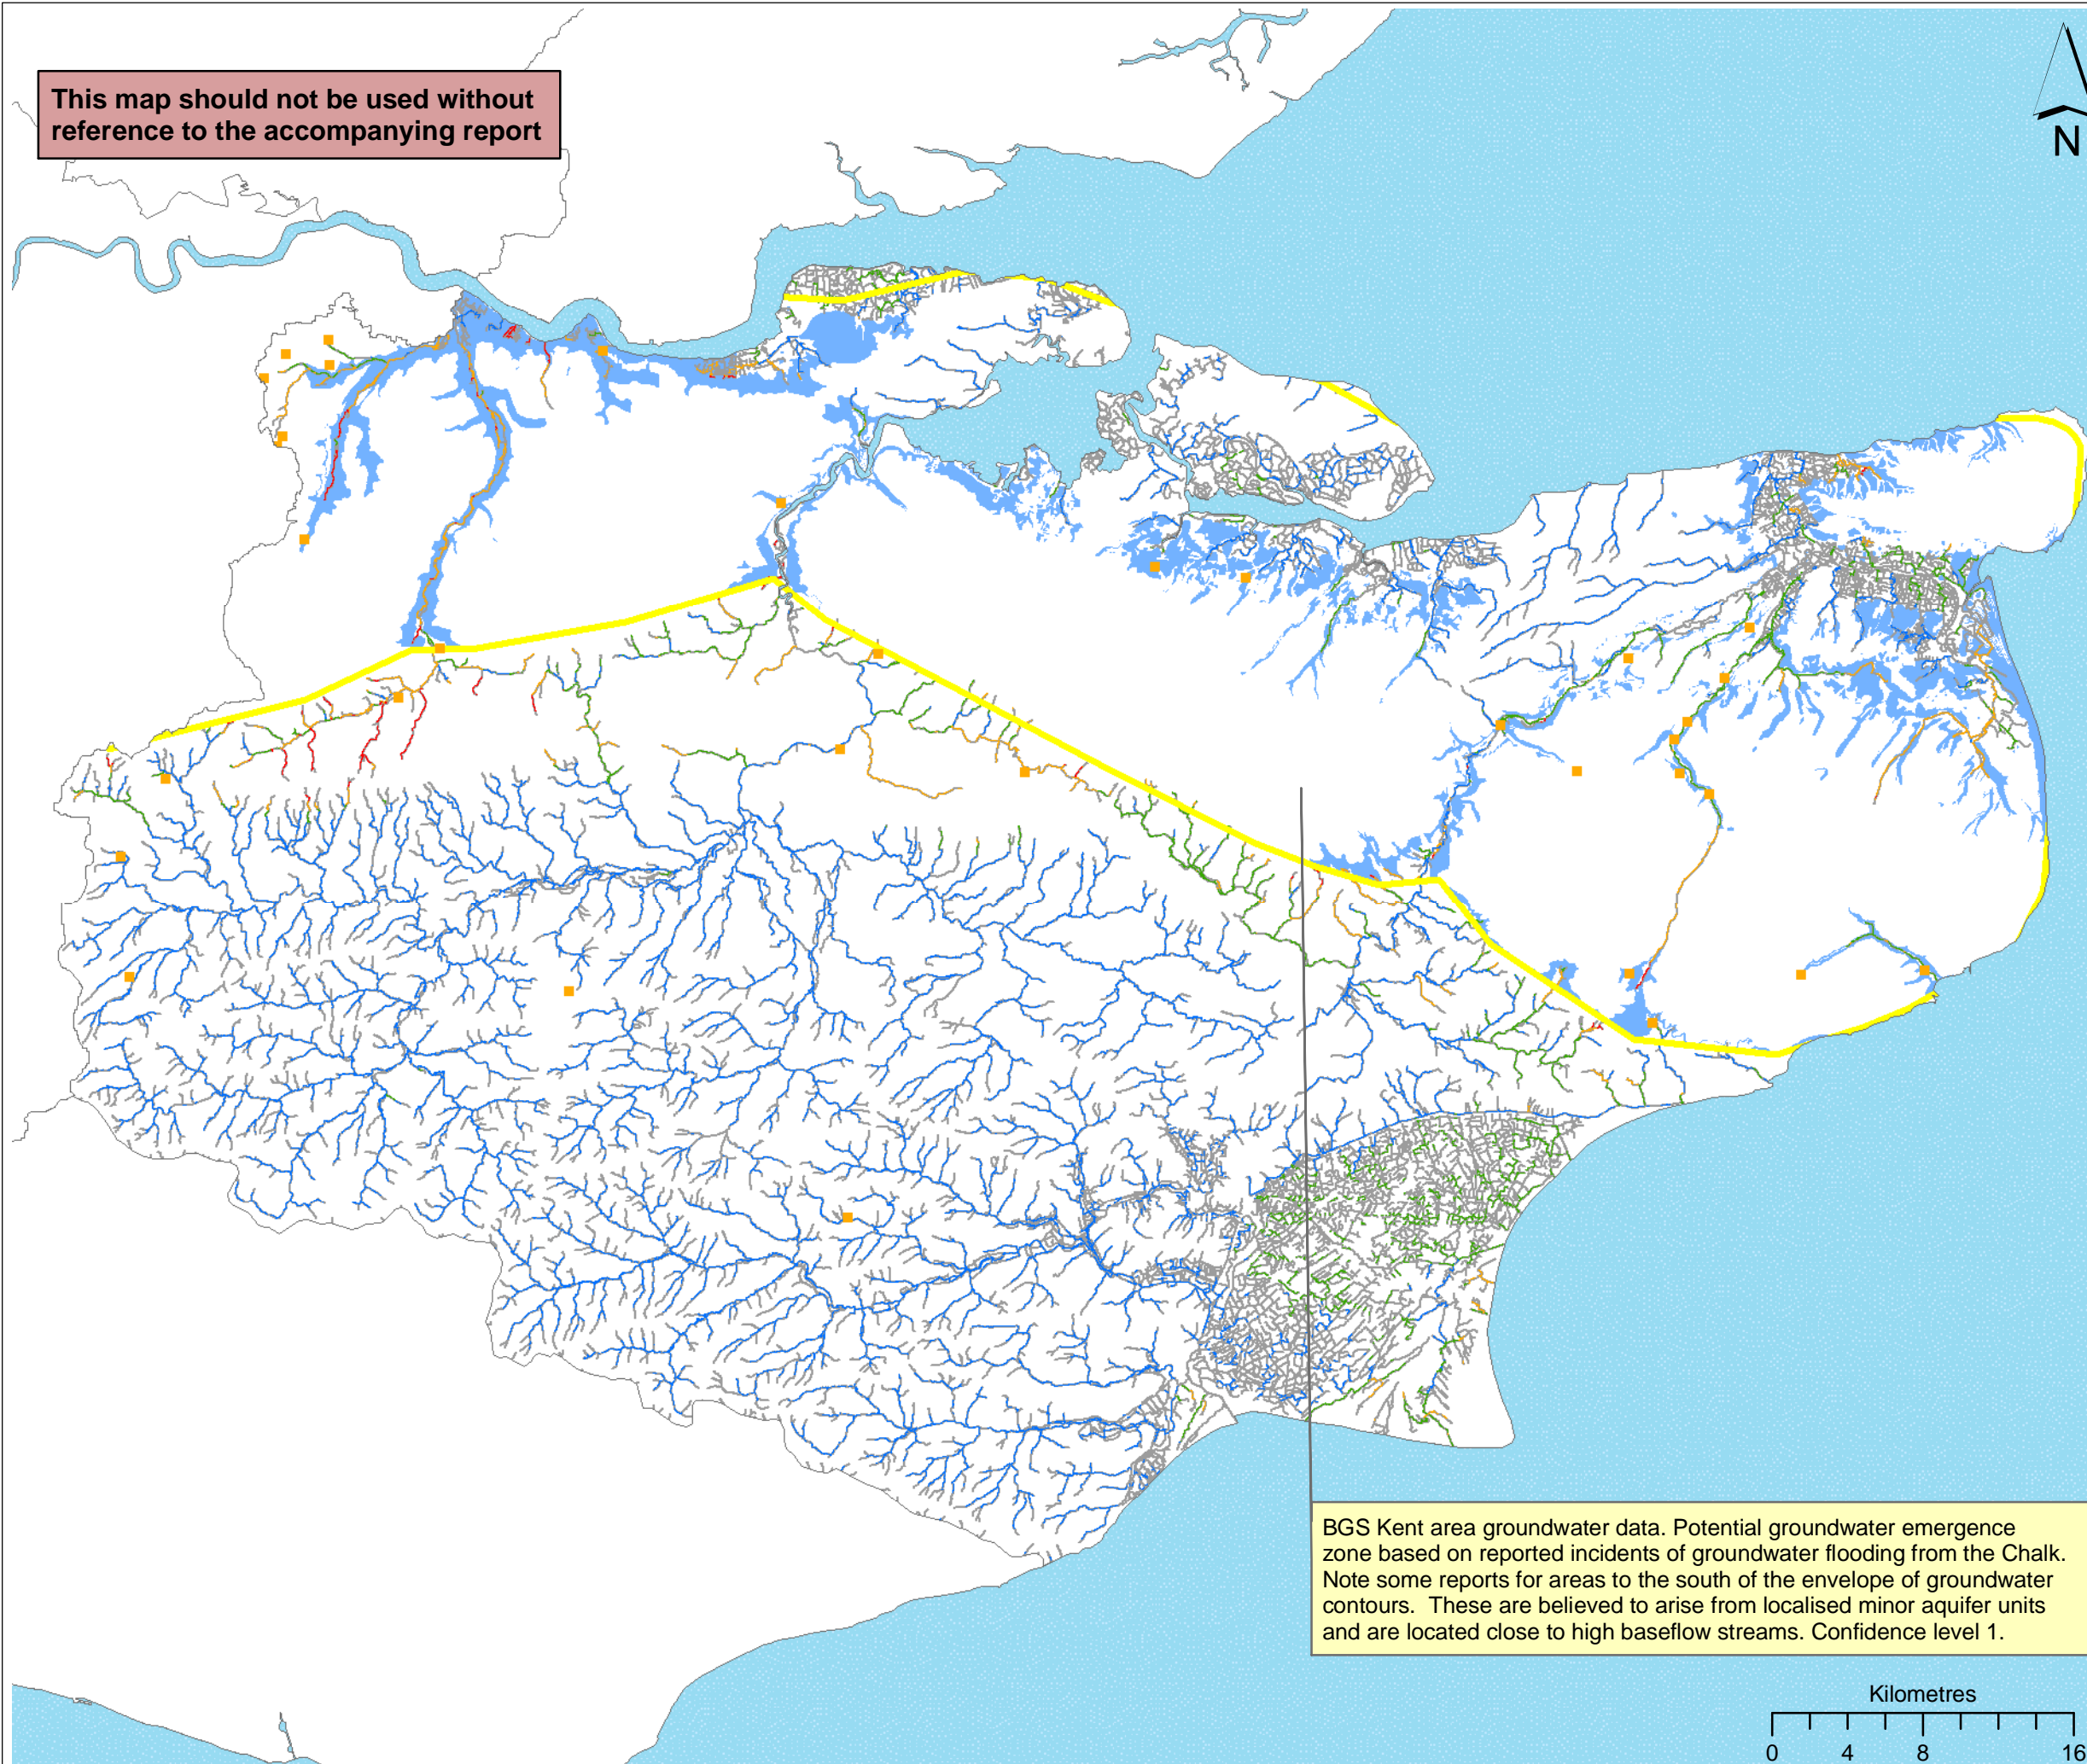 This map should not be used without
reference to the accompanying report
N
BGS Kent area groundwater data. Potential groundwater emergence
zone based on reported incidents of groundwater flooding from the Chalk.
Note some reports for areas to the south of the envelope of groundwater
contours.  These are believed to arise from localised minor aquifer units
and are located close to high baseflow streams. Confidence level 1.
Kilometres
0 4 8 16